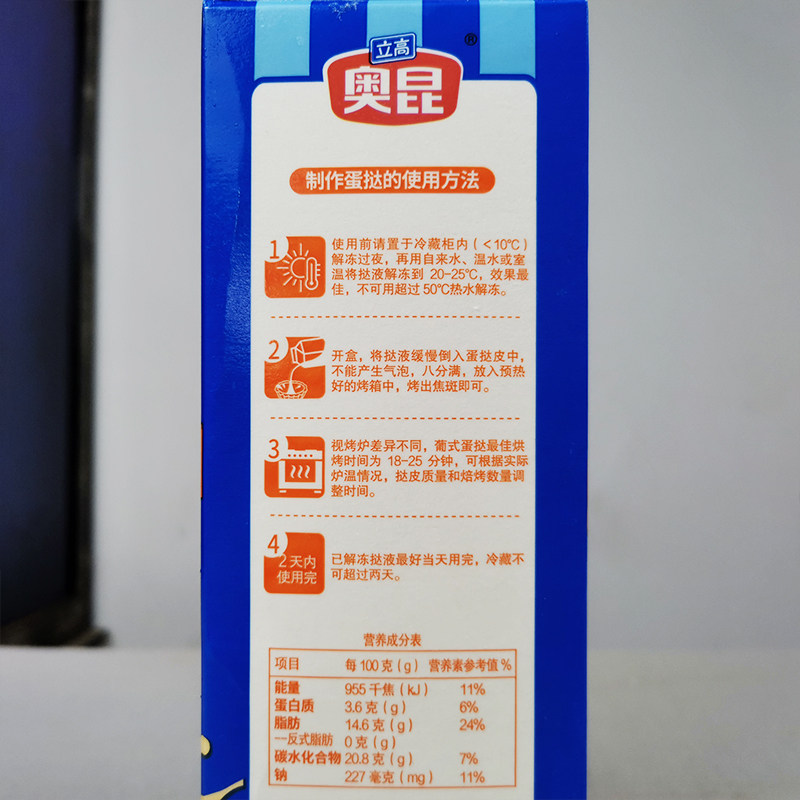 立高
奥昆®
制作蛋挞的使用方法
1
使用前请置于冷藏柜内（＜10℃）
解冻过夜，再用自来水、温水或室
温将挞液解冻到 20-25℃，效果最
佳，不可用超过 50℃热水解冻。
2
开盒，将挞液缓慢倒入蛋挞皮中，
不能产生气泡，八分满，放入预热
好的烤箱中，烤出焦斑即可。
3
视烤炉差异不同，葡式蛋挞最佳烘
烤时间为 18-25 分钟，可根据实际
炉温情况，挞皮质量和焙烤数量调
整时间。
4
2 天内
使用完
已解冻挞液最好当天用完，冷藏不
可超过两天。
营养成分表
项目 每 100 克（g） 营养素参考值 %
能量 955 千焦（kJ） 11%
蛋白质 3.6 克（g） 6%
脂肪 14.6 克（g） 24%
—反式脂肪 0 克（g）
碳水化合物 20.8 克（g） 7%
钠 227 毫克（mg） 11%